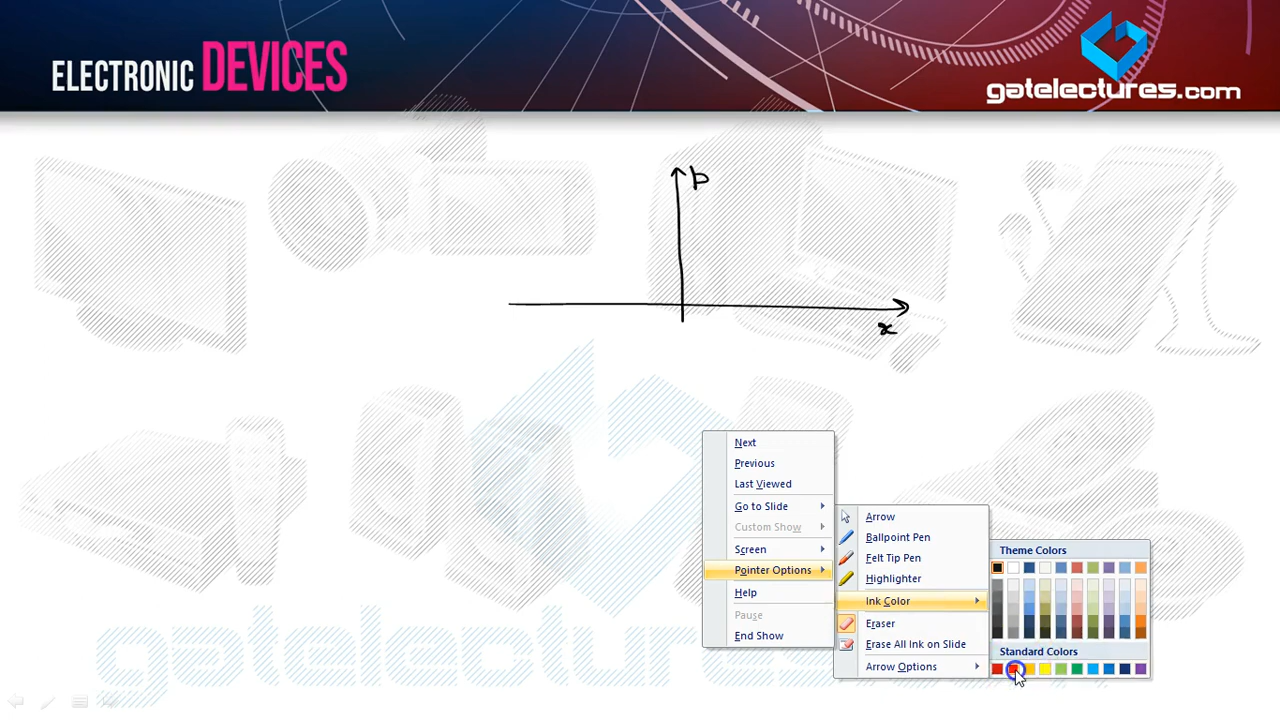 ELECTRONIC DEVICES
gatelectures.com
p
x
Next
Previous
Last Viewed
Go to Slide
Custom Show
Screen
Pointer Options
Help
Pause
End Show
Arrow
Ballpoint Pen
Felt Tip Pen
Highlighter
Ink Color
Eraser
Erase All Ink on Slide
Arrow Options
Theme Colors
Standard Colors
gatelectures.com